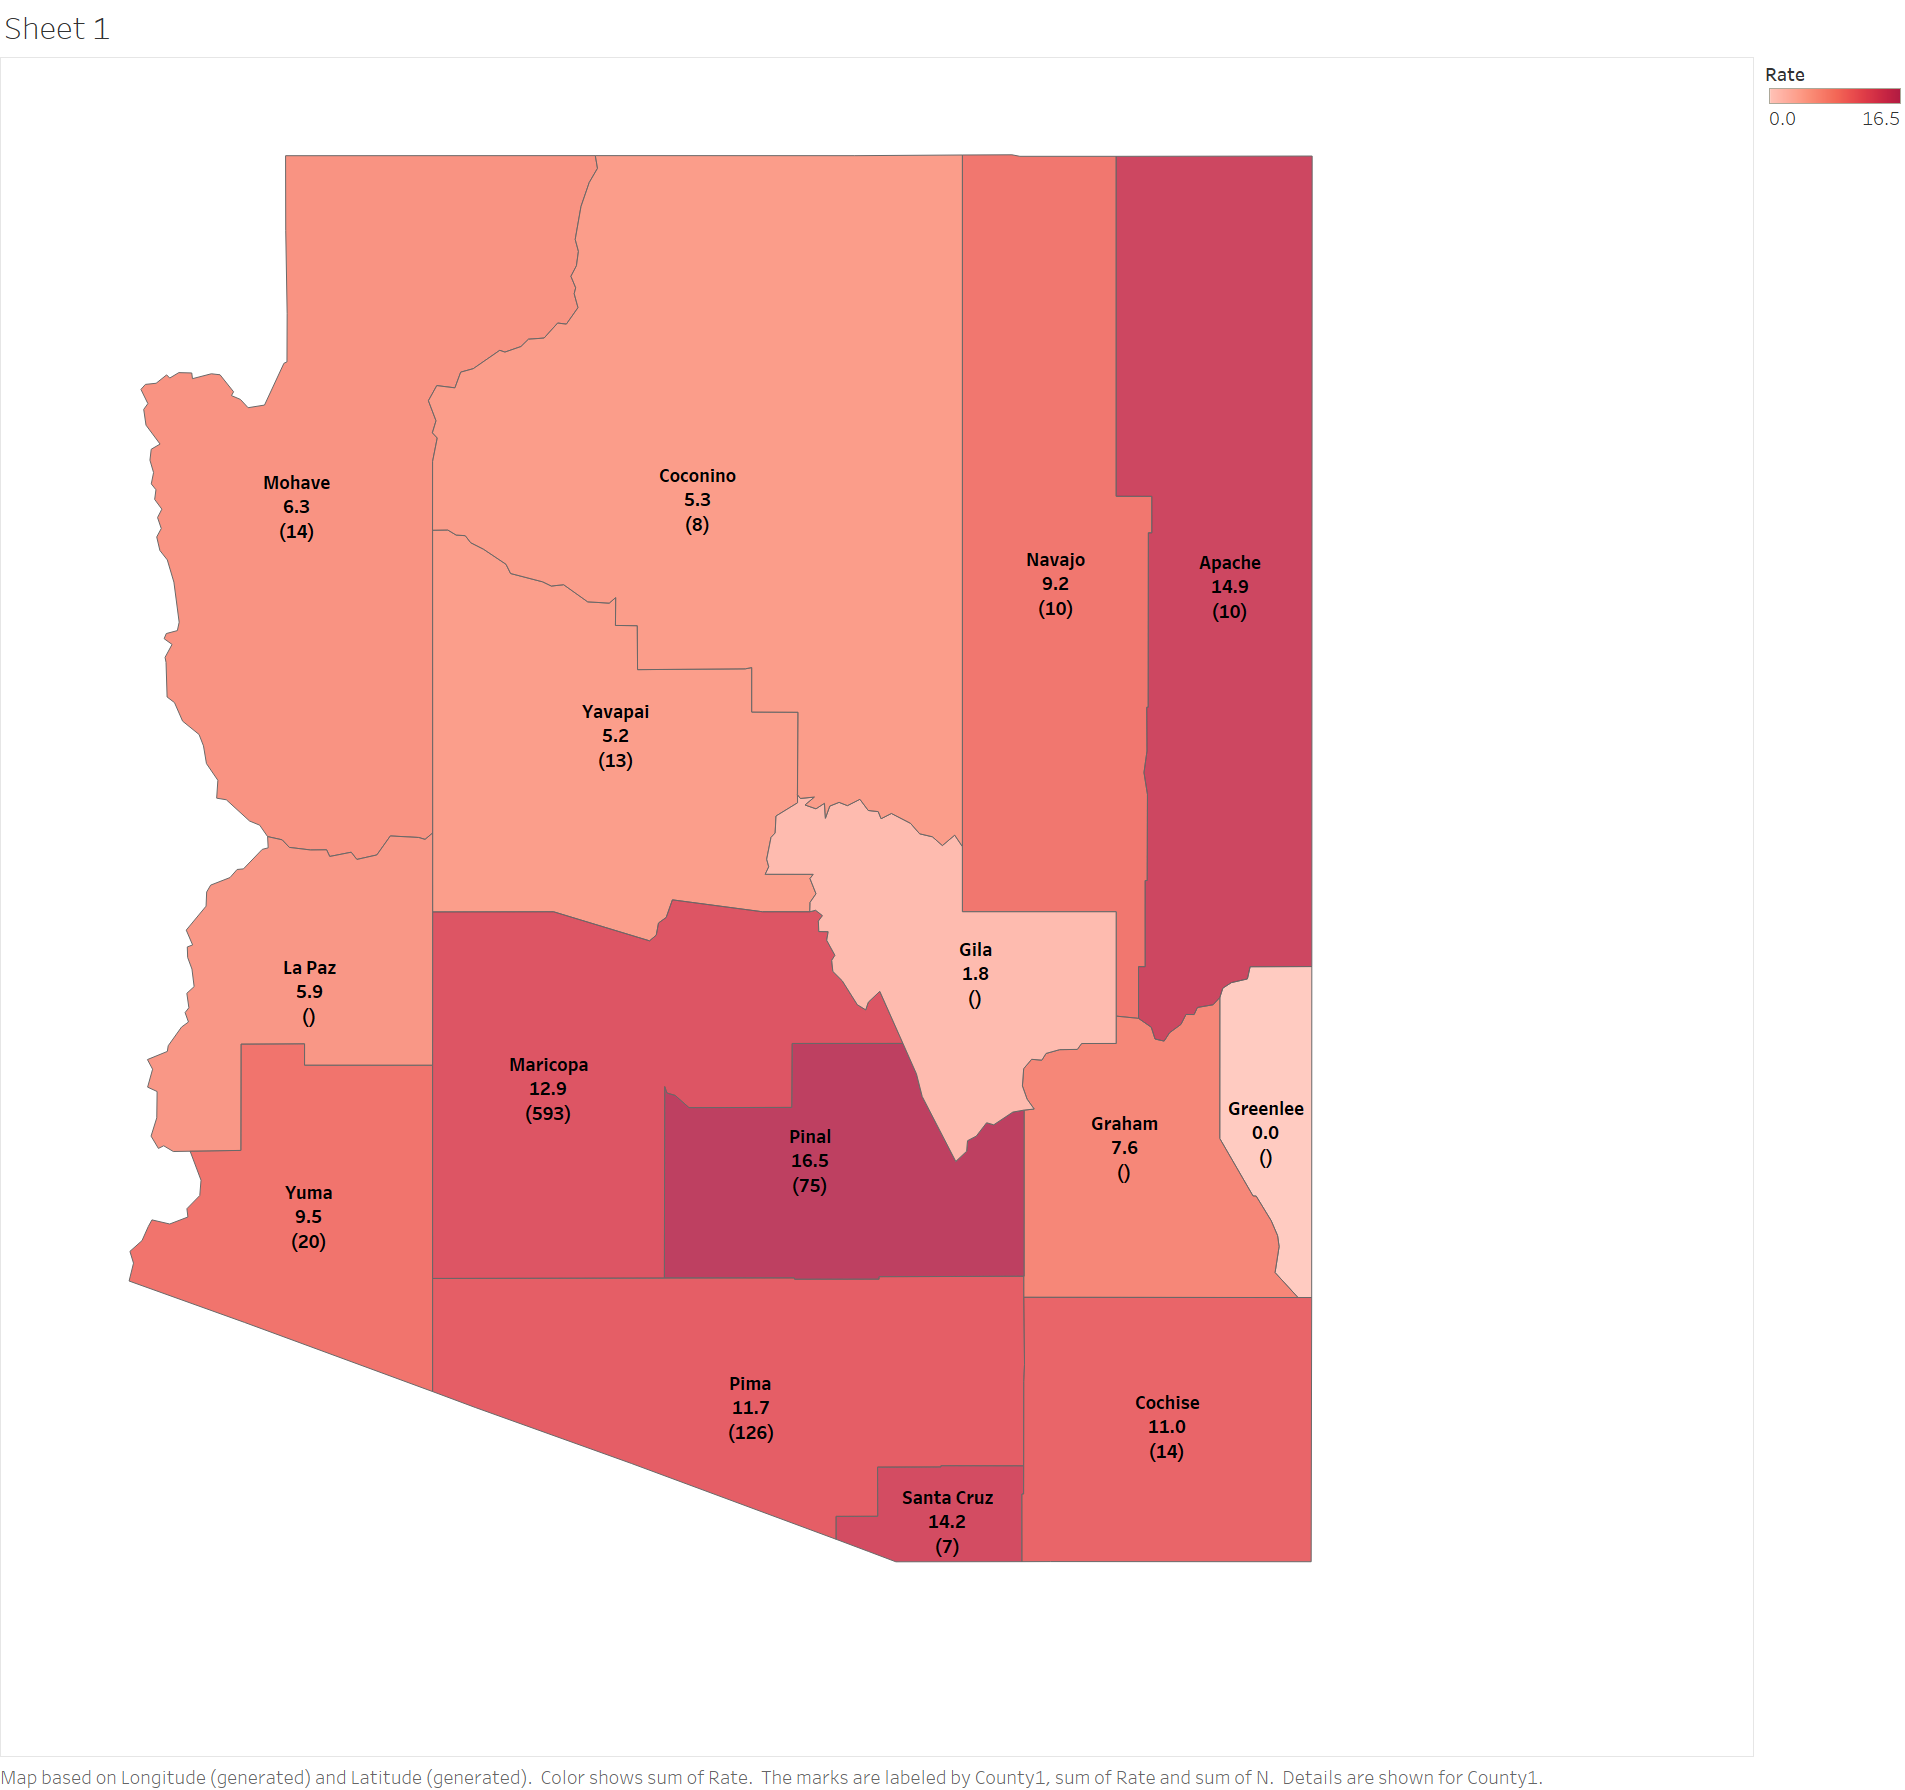 Sheet 1
Rate
0.0 16.5
Mohave
6.3
(14)
Coconino
5.3
(8)
Navajo
9.2
(10)
Apache
14.9
(10)
Yavapai
5.2
(13)
La Paz
5.9
()
Gila
1.8
()
Maricopa
12.9
(593)
Pinal
16.5
(75)
Graham
7.6
()
Greenlee
0.0
()
Yuma
9.5
(20)
Pima
11.7
(126)
Cochise
11.0
(14)
Santa Cruz
14.2
(7)
Map based on Longitude (generated) and Latitude (generated).  Color shows sum of Rate.  The marks are labeled by County1, sum of Rate and sum of N.  Details are shown for County1.